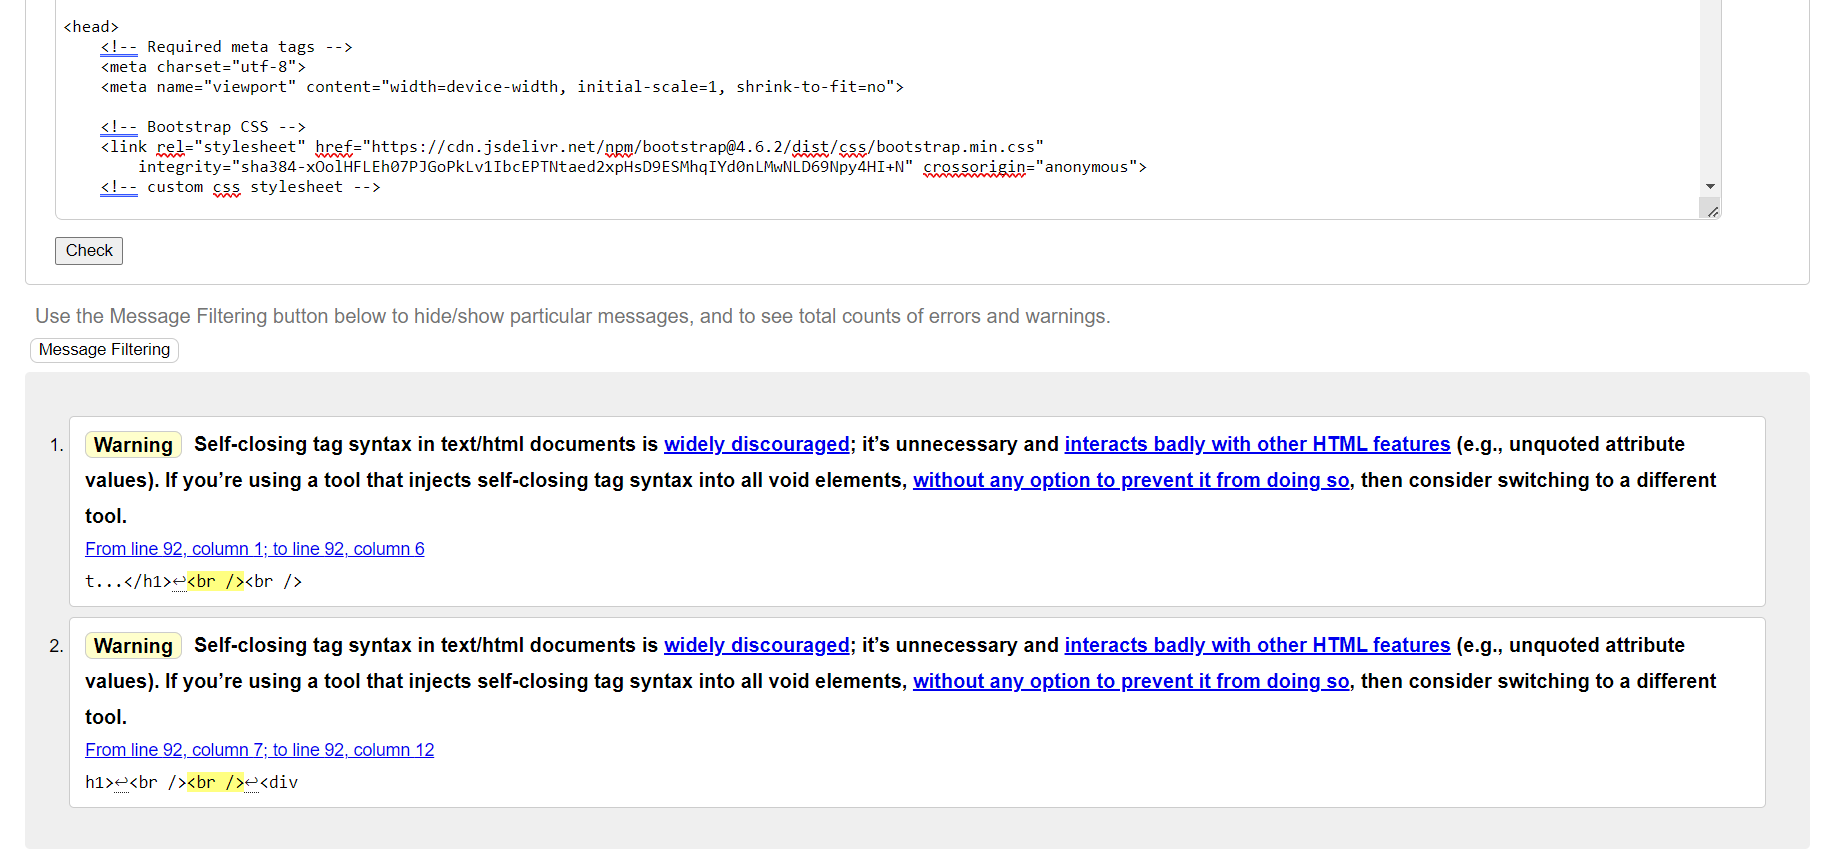 <head>
    <!-- Required meta tags -->
    <meta charset="utf-8">
    <meta name="viewport" content="width=device-width, initial-scale=1, shrink-to-fit=no">

    <!-- Bootstrap CSS -->
    <link rel="stylesheet" href="https://cdn.jsdelivr.net/npm/bootstrap@4.6.2/dist/css/bootstrap.min.css"
        integrity="sha384-xOolHFLEh07PJGoPkLv1IbcEPTNtaed2xpHsD9ESMhqIYd0nLMwNLD69Npy4HI+N" crossorigin="anonymous">
    <!-- custom css stylesheet -->
Check
Use the Message Filtering button below to hide/show particular messages, and to see total counts of errors and warnings.
Message Filtering
1. Warning Self-closing tag syntax in text/html documents is widely discouraged; it’s unnecessary and interacts badly with other HTML features (e.g., unquoted attribute
values). If you’re using a tool that injects self-closing tag syntax into all void elements, without any option to prevent it from doing so, then consider switching to a different
tool.
From line 92, column 1; to line 92, column 6
t...</h1>↩<br /><br />
2. Warning Self-closing tag syntax in text/html documents is widely discouraged; it’s unnecessary and interacts badly with other HTML features (e.g., unquoted attribute
values). If you’re using a tool that injects self-closing tag syntax into all void elements, without any option to prevent it from doing so, then consider switching to a different
tool.
From line 92, column 7; to line 92, column 12
h1>↩<br /><br />↩<div